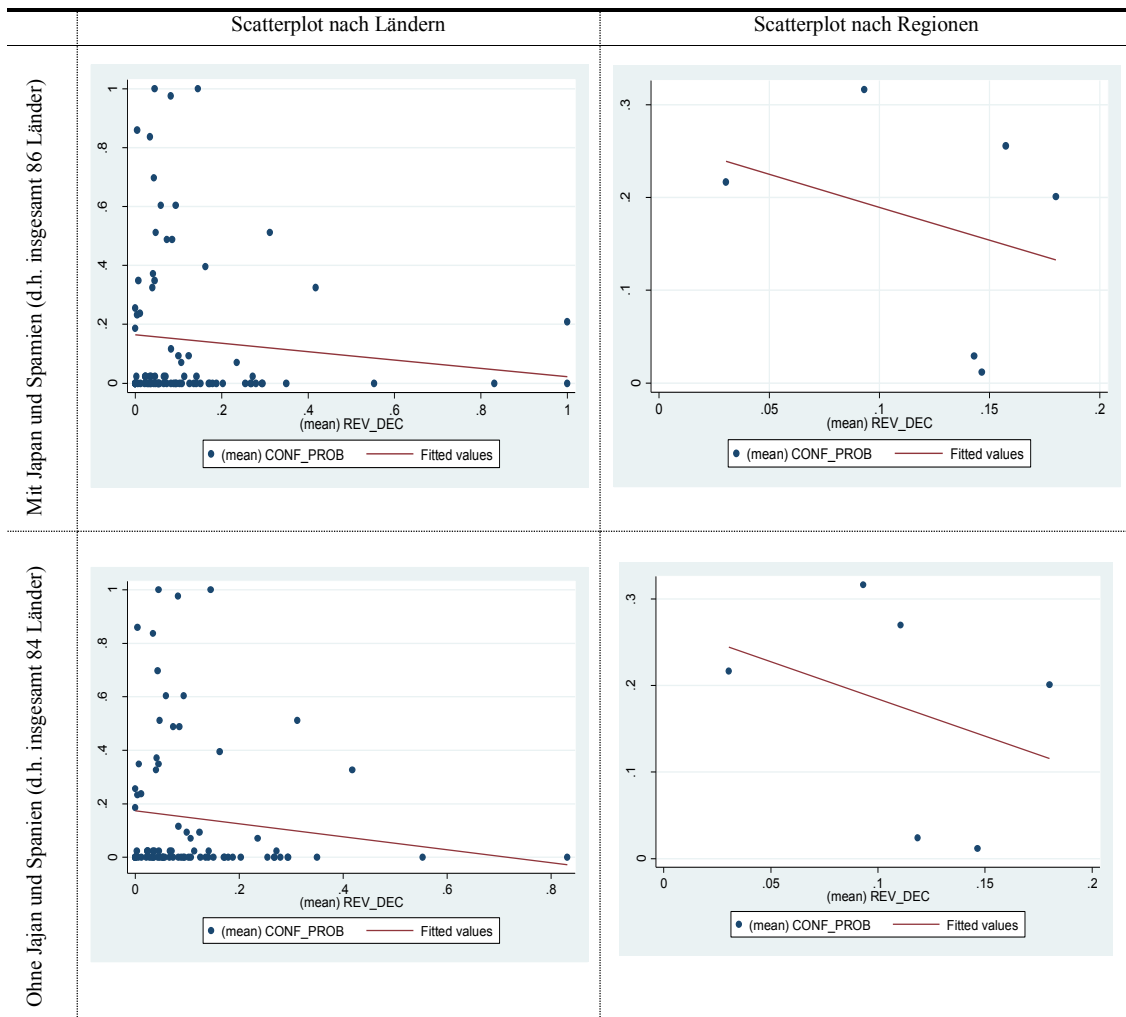 Scatterplot nach Ländern
Scatterplot nach Regionen
Mit Japan und Spamien (d.h. insgesamt 86 Länder)
1
.8
.6
.4
.2
0
0 .2 .4 .6 .8 1
(mean) REV_DEC
(mean) CONF_PROB Fitted values
.3
.2
.1
0
0 .05 .1 .15 .2
(mean) REV_DEC
(mean) CONF_PROB Fitted values
Ohne Jajan und Spanien (d.h. insgesamt 84 Länder)
1
.8
.6
.4
.2
0
0 .2 .4 .6 .8
(mean) REV_DEC
(mean) CONF_PROB Fitted values
.3
.2
.1
0
0 .05 .1 .15 .2
(mean) REV_DEC
(mean) CONF_PROB Fitted values